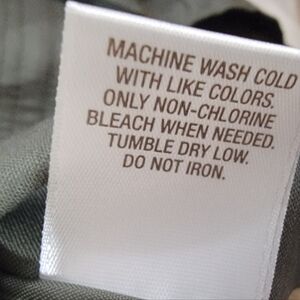 MACHINE WASH COLD
WITH LIKE COLORS.
ONLY NON-CHLORINE
BLEACH WHEN NEEDED.
TUMBLE DRY LOW.
DO NOT IRON.